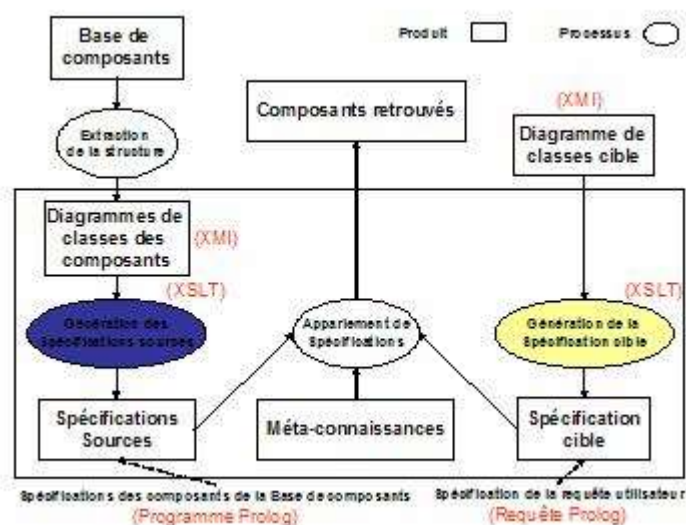 Base de
composants
Produit
Processus
Extraction
de la structure
Composants retrouvés
(XMI)
Diagramme de
classes cible
Diagrammes de
classes des
composants
(XMI)
(XSLT)
Génération des
Spécifications sources
Appariement de
Spécifications
(XSLT)
Génération de la
Spécification cible
Spécifications
Sources
Méta-connaissances
Spécification
cible
Spécifications des composants de la Base de composants
(Programme Prolog)
Spécification de la requête utilisateur
(Requête Prolog)